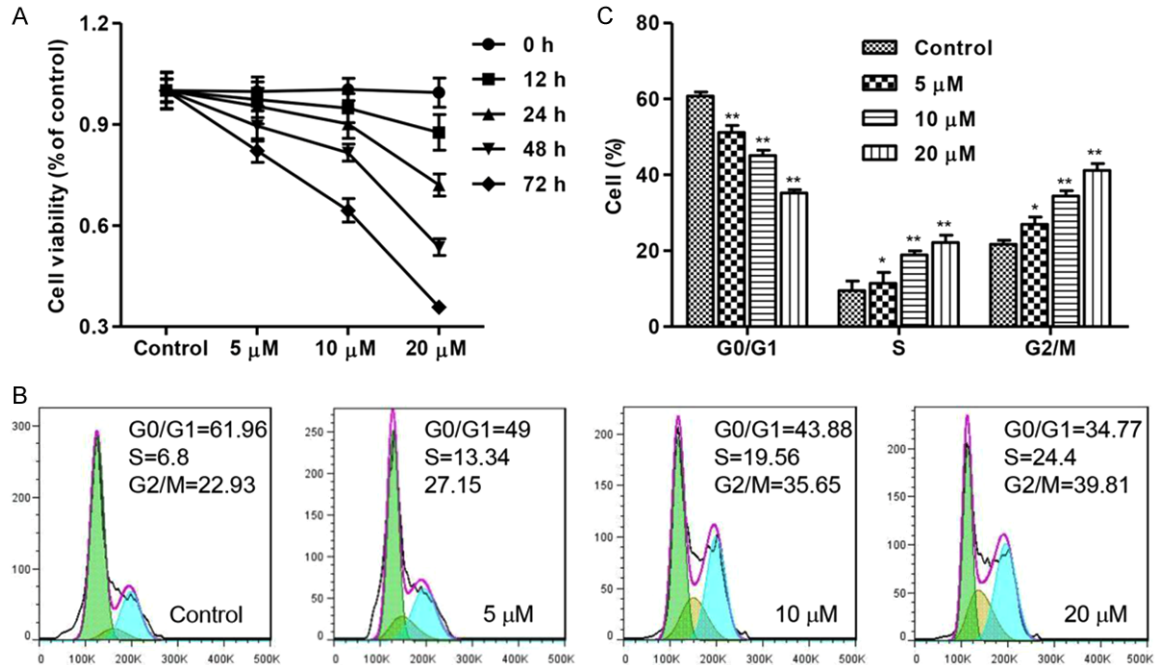 A
Cell viability (% of control)
1.2
0.9
0.6
0.3
Control 5 μM 10 μM 20 μM
0 h
12 h
24 h
48 h
72 h
C
Cell (%)
80
60
40
20
0
Control
5 μM
10 μM
20 μM
** ** **
* ** **
* ** **
G0/G1 S G2/M
B
300
200
100
0
G0/G1=61.96
S=6.8
G2/M=22.93
Control
0 100K 200K 300K 400K 500K
250
200
150
100
50
0
G0/G1=49
S=13.34
27.15
5 μM
0 100K 200K 300K 400K 500K
200
150
100
50
0
G0/G1=43.88
S=19.56
G2/M=35.65
10 μM
0 100K 200K 300K 400K 500K
200
150
100
50
0
G0/G1=34.77
S=24.4
G2/M=39.81
20 μM
0 100K 200K 300K 400K 500K